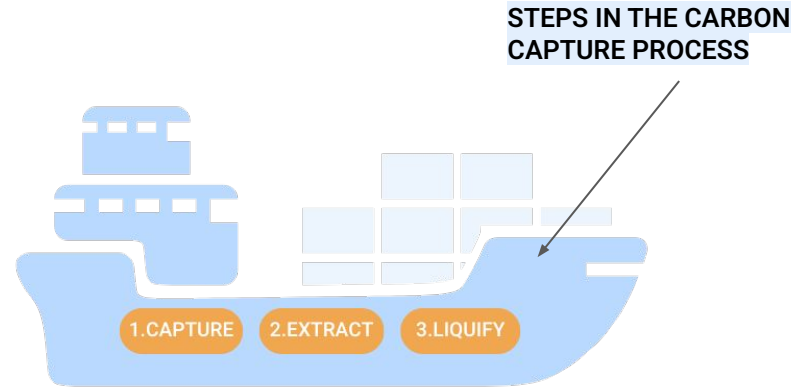 STEPS IN THE CARBON
CAPTURE PROCESS
1.CAPTURE
2.EXTRACT
3.LIQUIFY